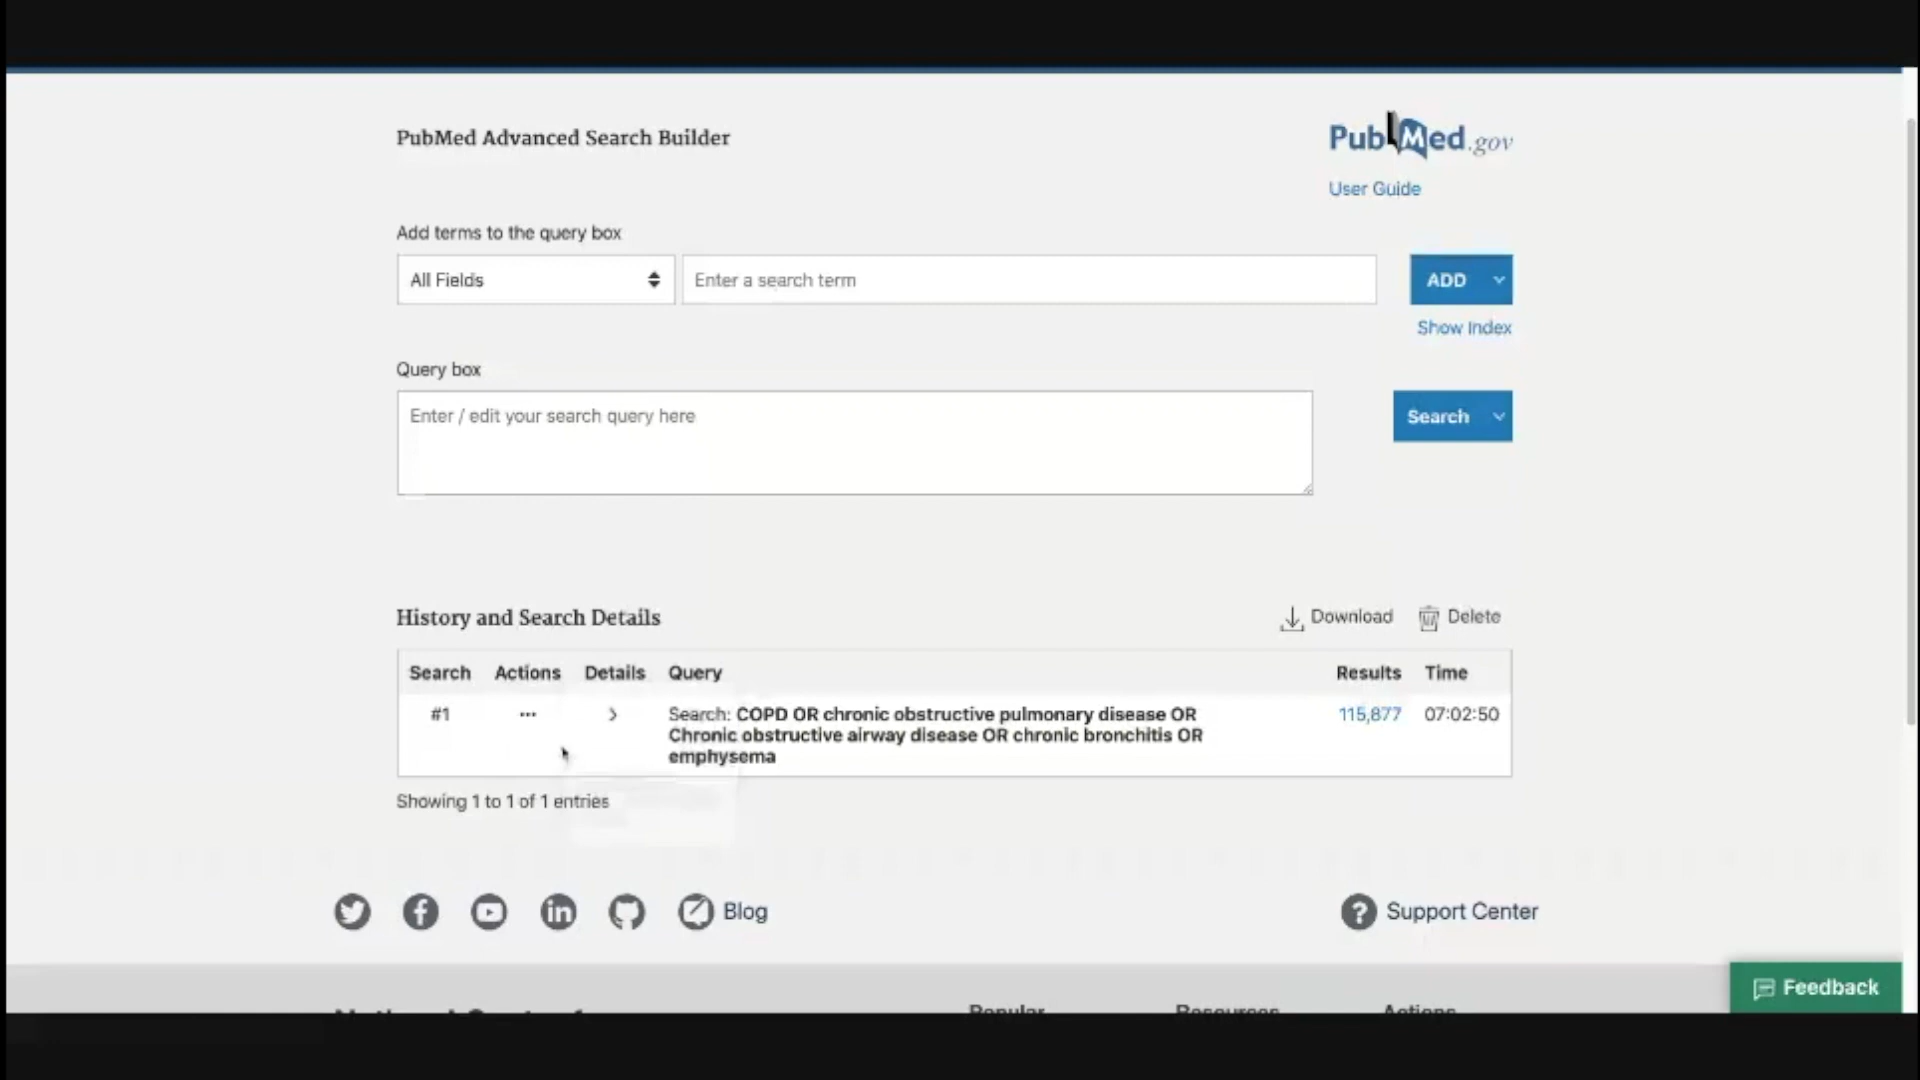 PubMed Advanced Search Builder
PubMed.gov
User Guide
Add terms to the query box
All Fields
Enter a search term
ADD
Show Index
Query box
Enter / edit your search query here
Search
History and Search Details
Download
Delete
Search Actions Details Query Results Time
#1 ... Search: COPD OR chronic obstructive pulmonary disease OR 115,877 07:02:50
Chronic obstructive airway disease OR chronic bronchitis OR
emphysema
Showing 1 to 1 of 1 entries
Blog
Support Center
Feedback
Popular Resources Actions